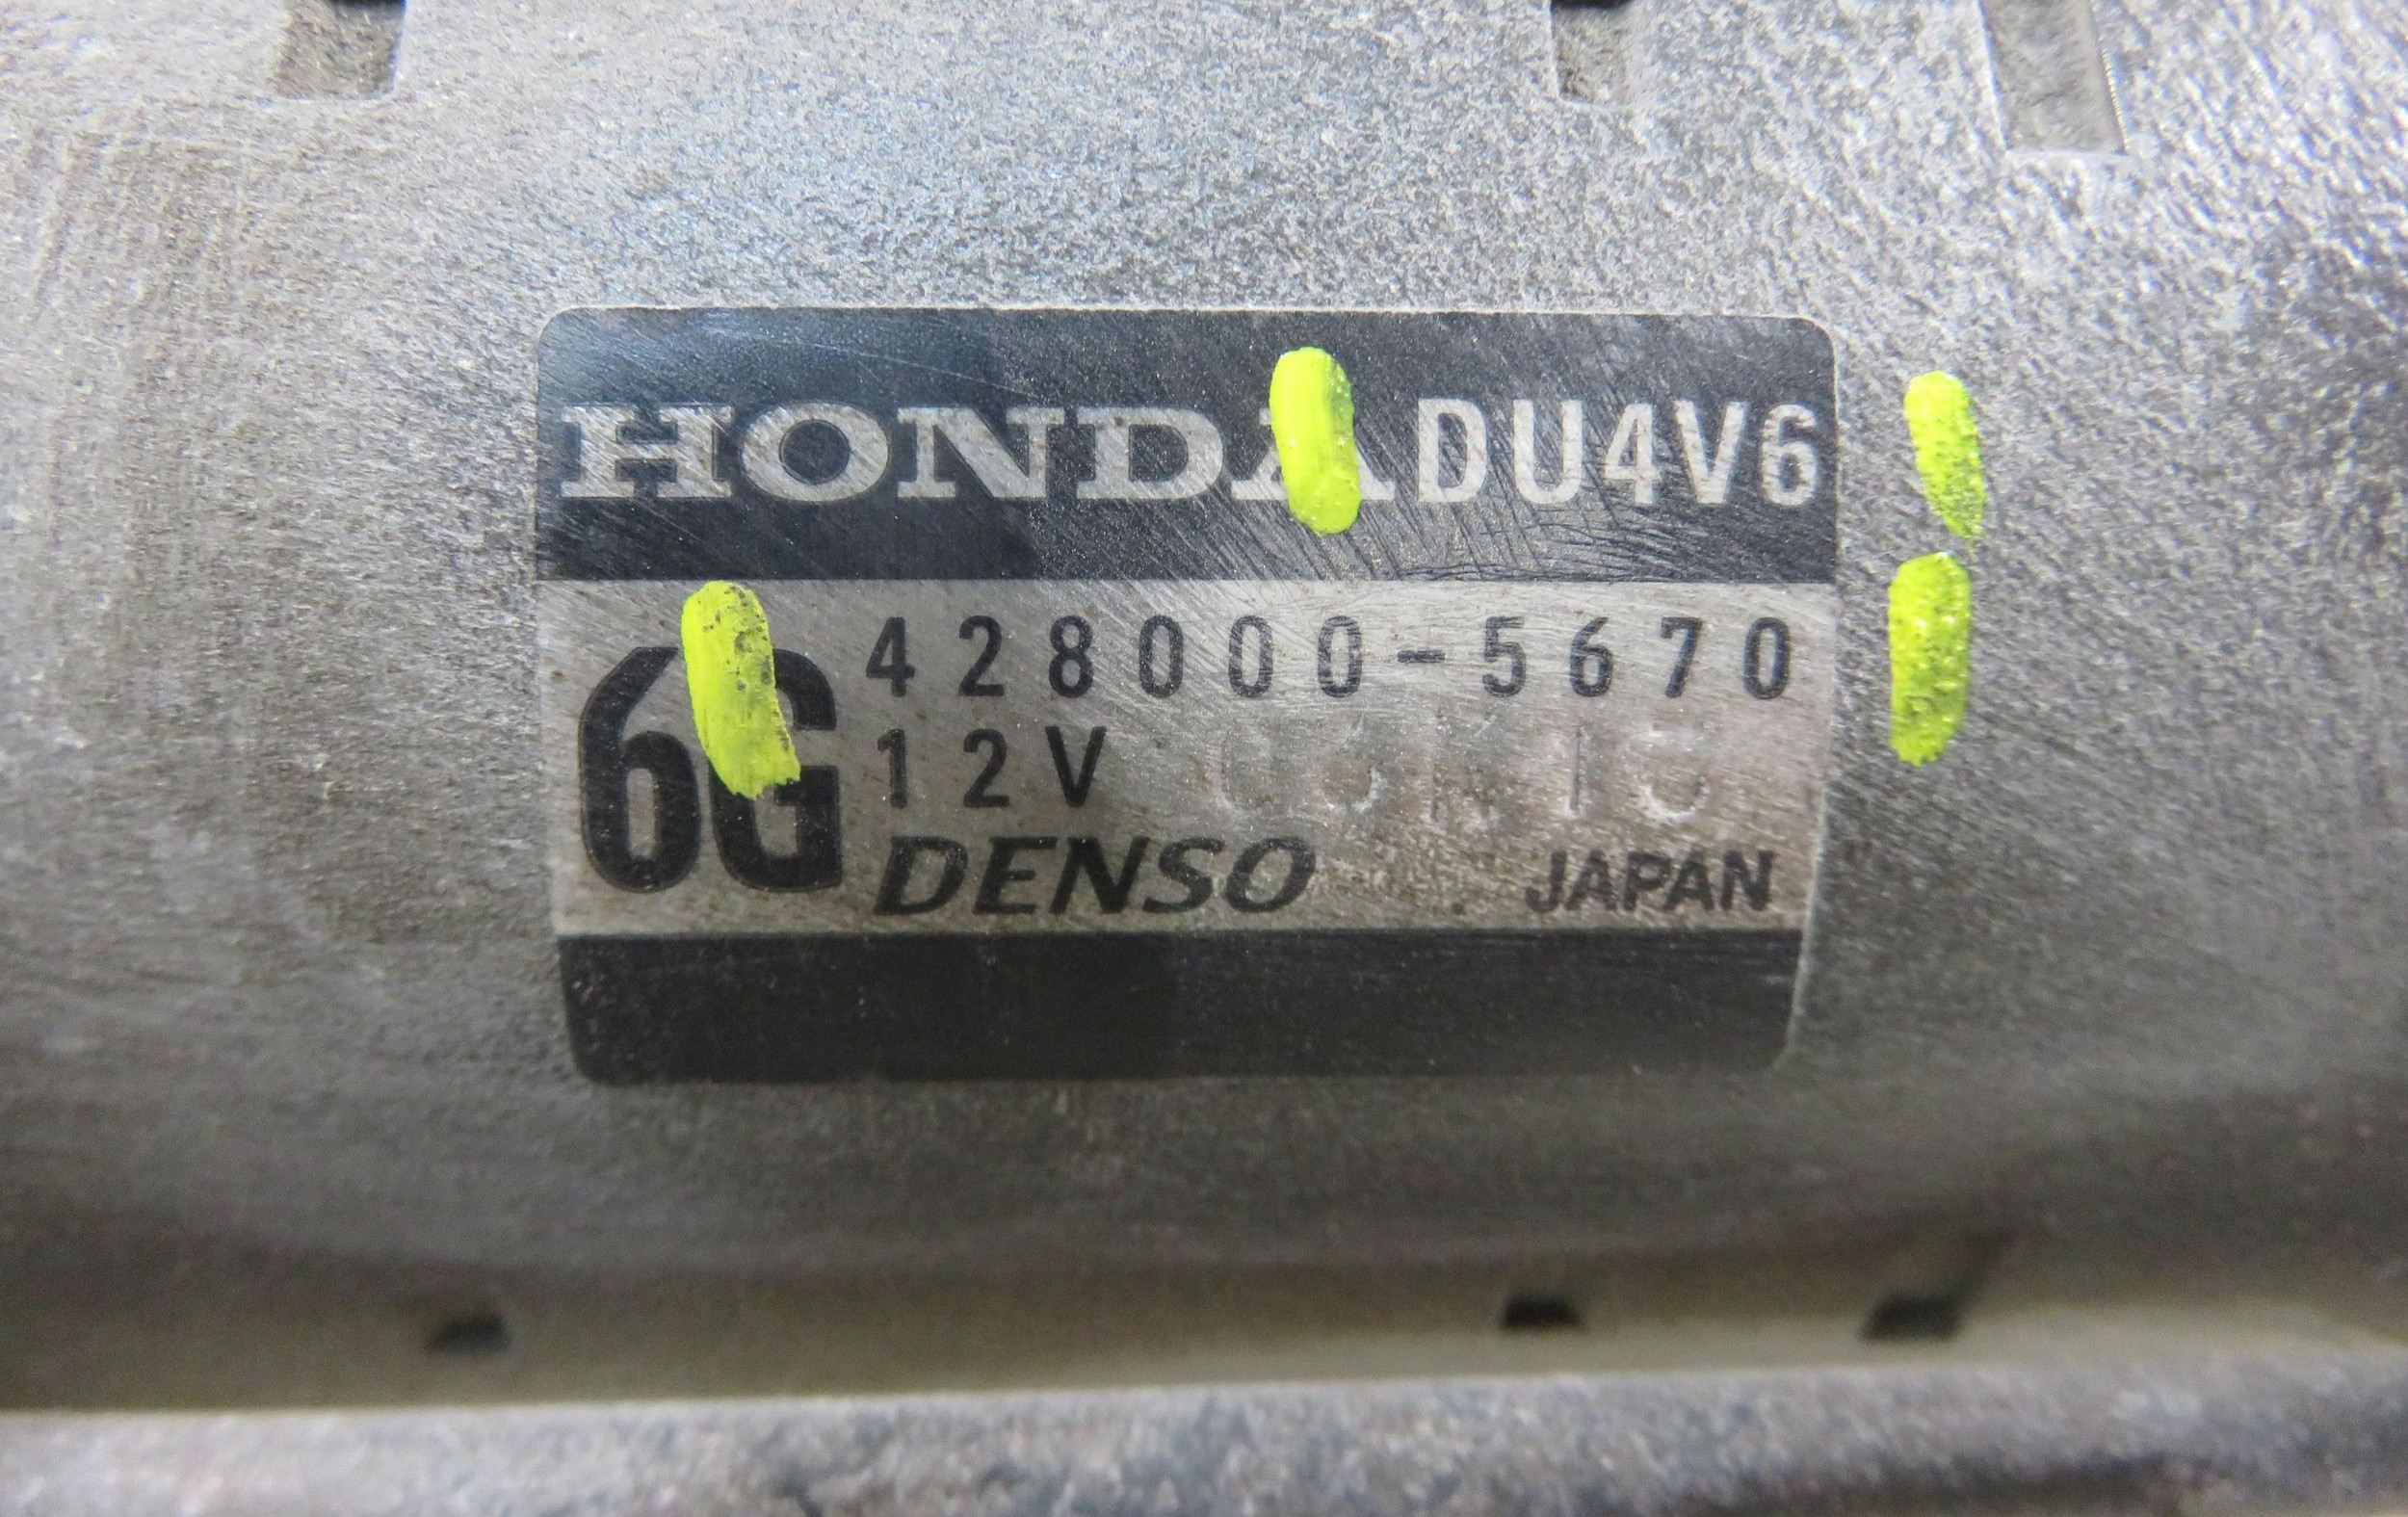 HONDA DU4V6
6G
428000-5670
12V
DENSO JAPAN